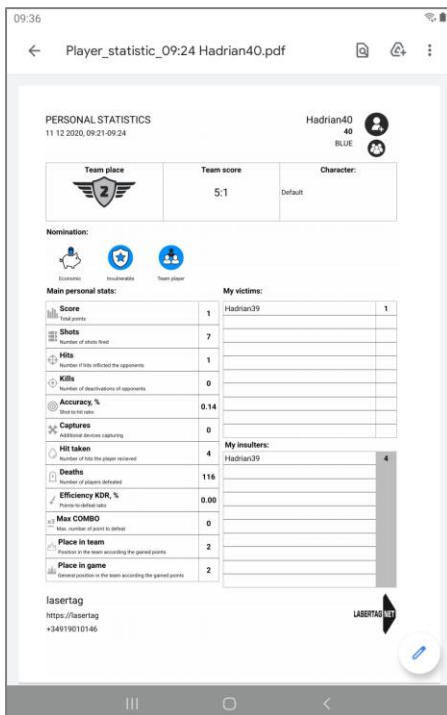 09:36
Player_statistic_09:24 Hadrian40.pdf
PERSONAL STATISTICS
11 12 2020, 09:21-09:24
Hadrian40
40
BLUE
Team place
Team score
Character:
2
5:1
Default
Nomination:
Economic
Invulnerable
Team player
Main personal stats:
Score
Total points
1
Shots
Number of shots fired
7
Hits
Number if hits inflicted the opponents
1
Kills
Number of deactivations of opponents
0
Accuracy, %
Shot-to-hit ratio
0.14
Captures
Additional devices capturing
0
Hit taken
Number of hits the player recieved
4
Deaths
Number of players defeated
116
Efficiency KDR, %
Points-to-defeat ratio
0.00
x3
Max COMBO
Max. number of point to defeat
0
Place in team
Position in the team according the gained points
2
Place in game
General position in the team according the gained points
2
My victims:
Hadrian39 1
My insulters:
Hadrian39 4
lasertag
https://lasertag
+34919010146
LASERTAG NET